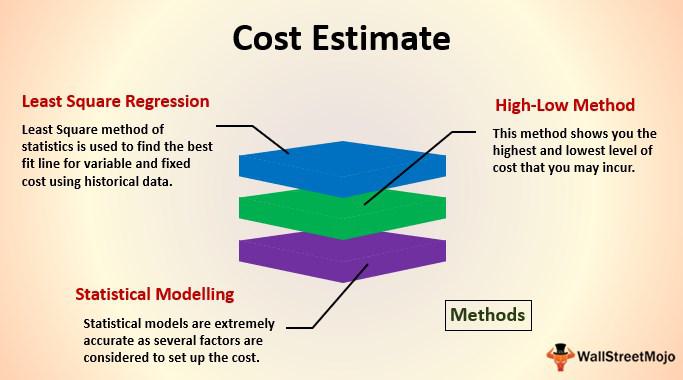 Cost Estimate
Least Square Regression
Least Square method of
statistics is used to find the best
fit line for variable and fixed
cost using historical data.
High-Low Method
This method shows you the
highest and lowest level of
cost that you may incur.
Statistical Modelling
Statistical models are extremely
accurate as several factors are
considered to set up the cost.
Methods
WallStreetMojo